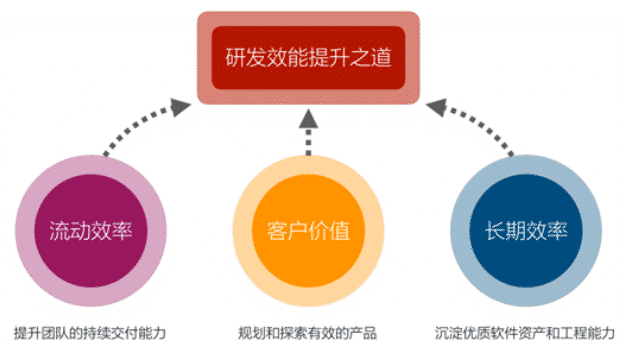 研发效能提升之道
流动效率
客户价值
长期效率
提升团队的持续交付能力
规划和探索有效的产品
沉淀优质软件资产和工程能力